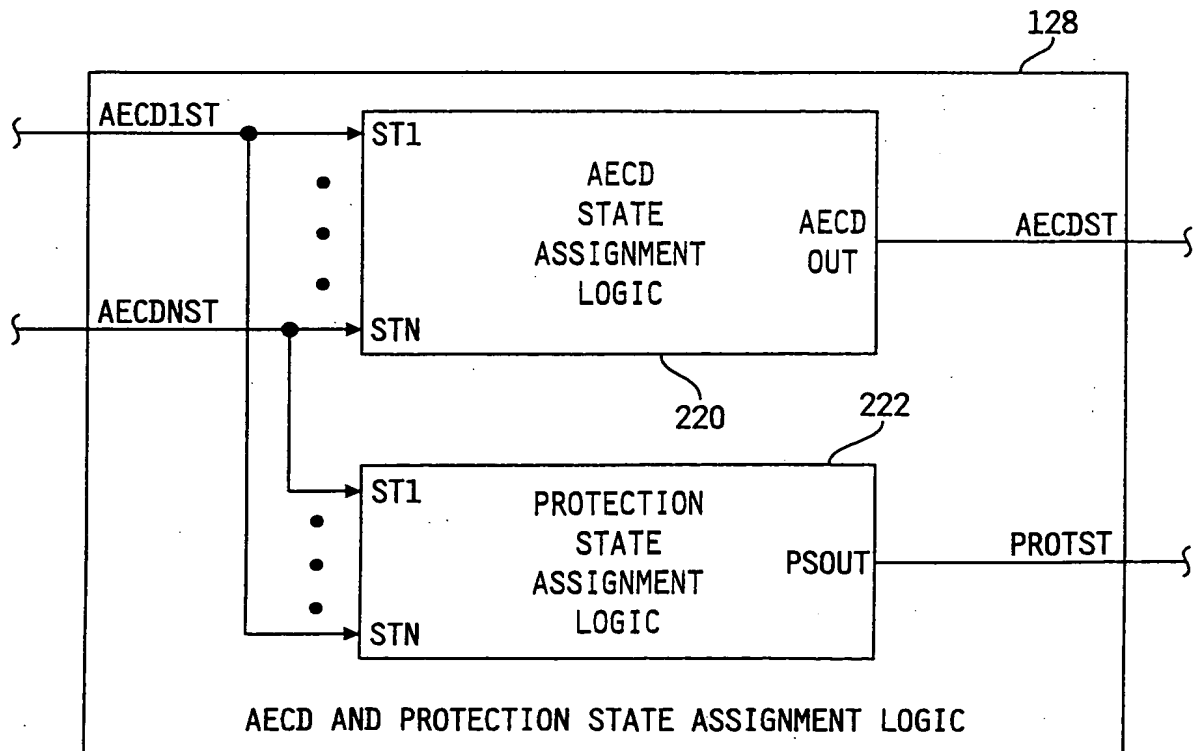 128
AECD1ST
ST1
AECD
STATE
ASSIGNMENT
LOGIC
AECD
OUT
AECDST
AECDNST
STN
220
222
ST1
PROTECTION
STATE
ASSIGNMENT
LOGIC
PSOUT
PROTST
STN
AECD AND PROTECTION STATE ASSIGNMENT LOGIC